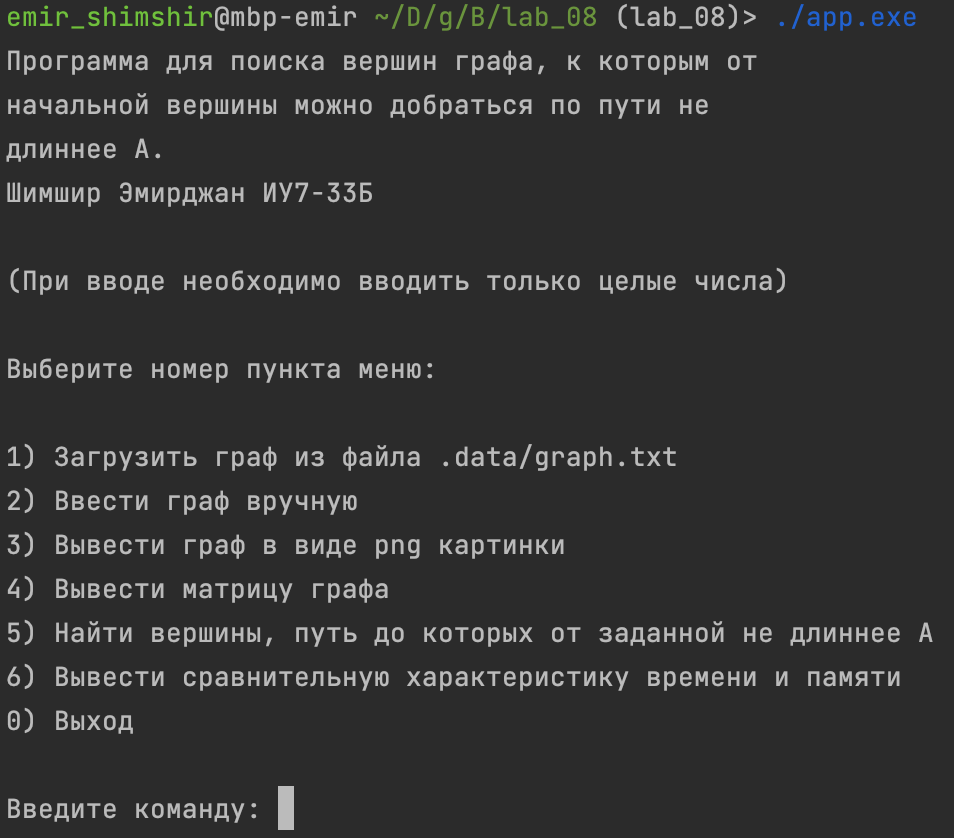 emir_shimshir@mbp-emir ~/D/g/B/lab_08 (lab_08)> ./app.exe
Программа для поиска вершин графа, к которым от
начальной вершины можно добраться по пути не
длиннее А.
Шимшир Эмирджан ИУ7-33Б
(При вводе необходимо вводить только целые числа)
Выберите номер пункта меню:
1) Загрузить граф из файла .data/graph.txt
2) Ввести граф вручную
3) Вывести граф в виде png картинки
4) Вывести матрицу графа
5) Найти вершины, путь до которых от заданной не длиннее А
6) Вывести сравнительную характеристику времени и памяти
0) Выход
Введите команду: